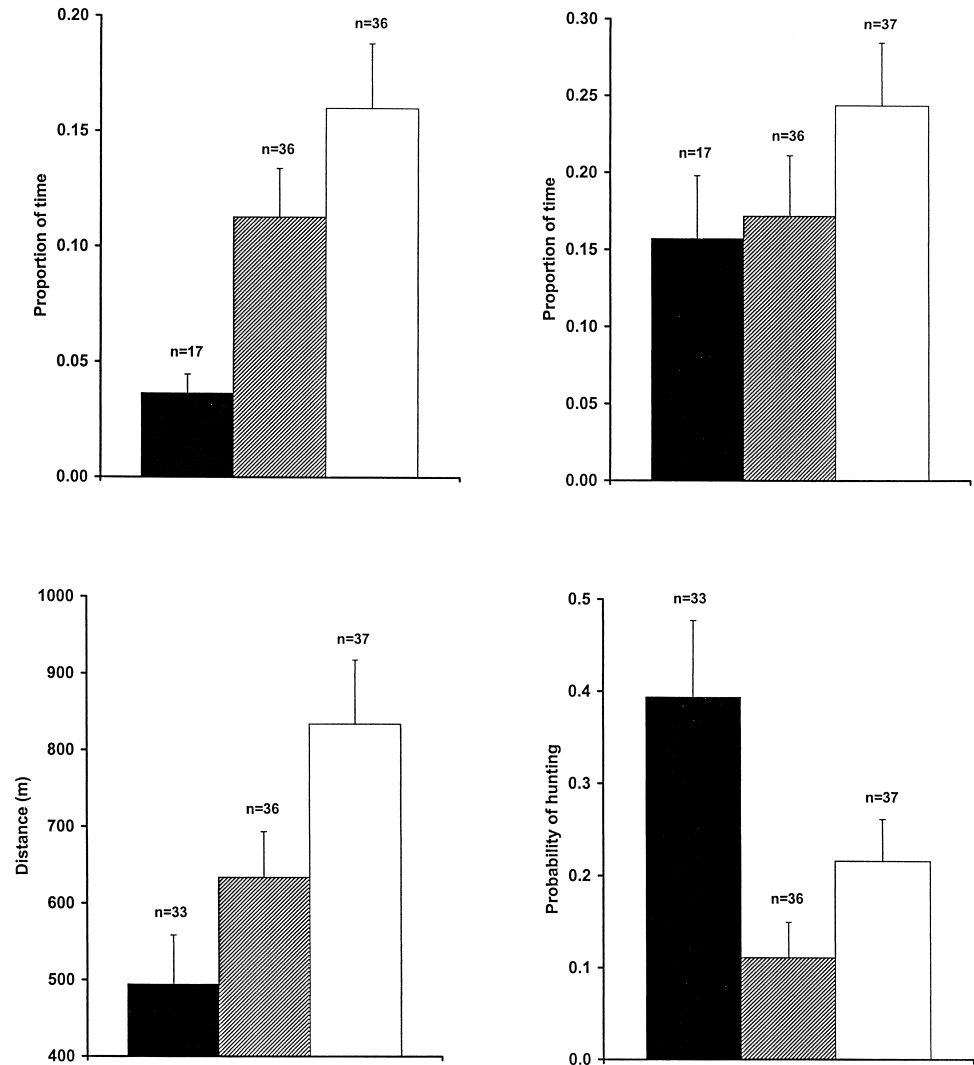 0.20
0.15
0.10
0.05
0.00
Proportion of time
n=17
n=36
n=36
0.30
0.25
0.20
0.15
0.10
0.05
0.00
Proportion of time
n=17
n=36
n=37
1000
900
800
700
600
500
400
Distance (m)
n=33
n=36
n=37
0.5
0.4
0.3
0.2
0.1
0.0
Probability of hunting
n=33
n=36
n=37